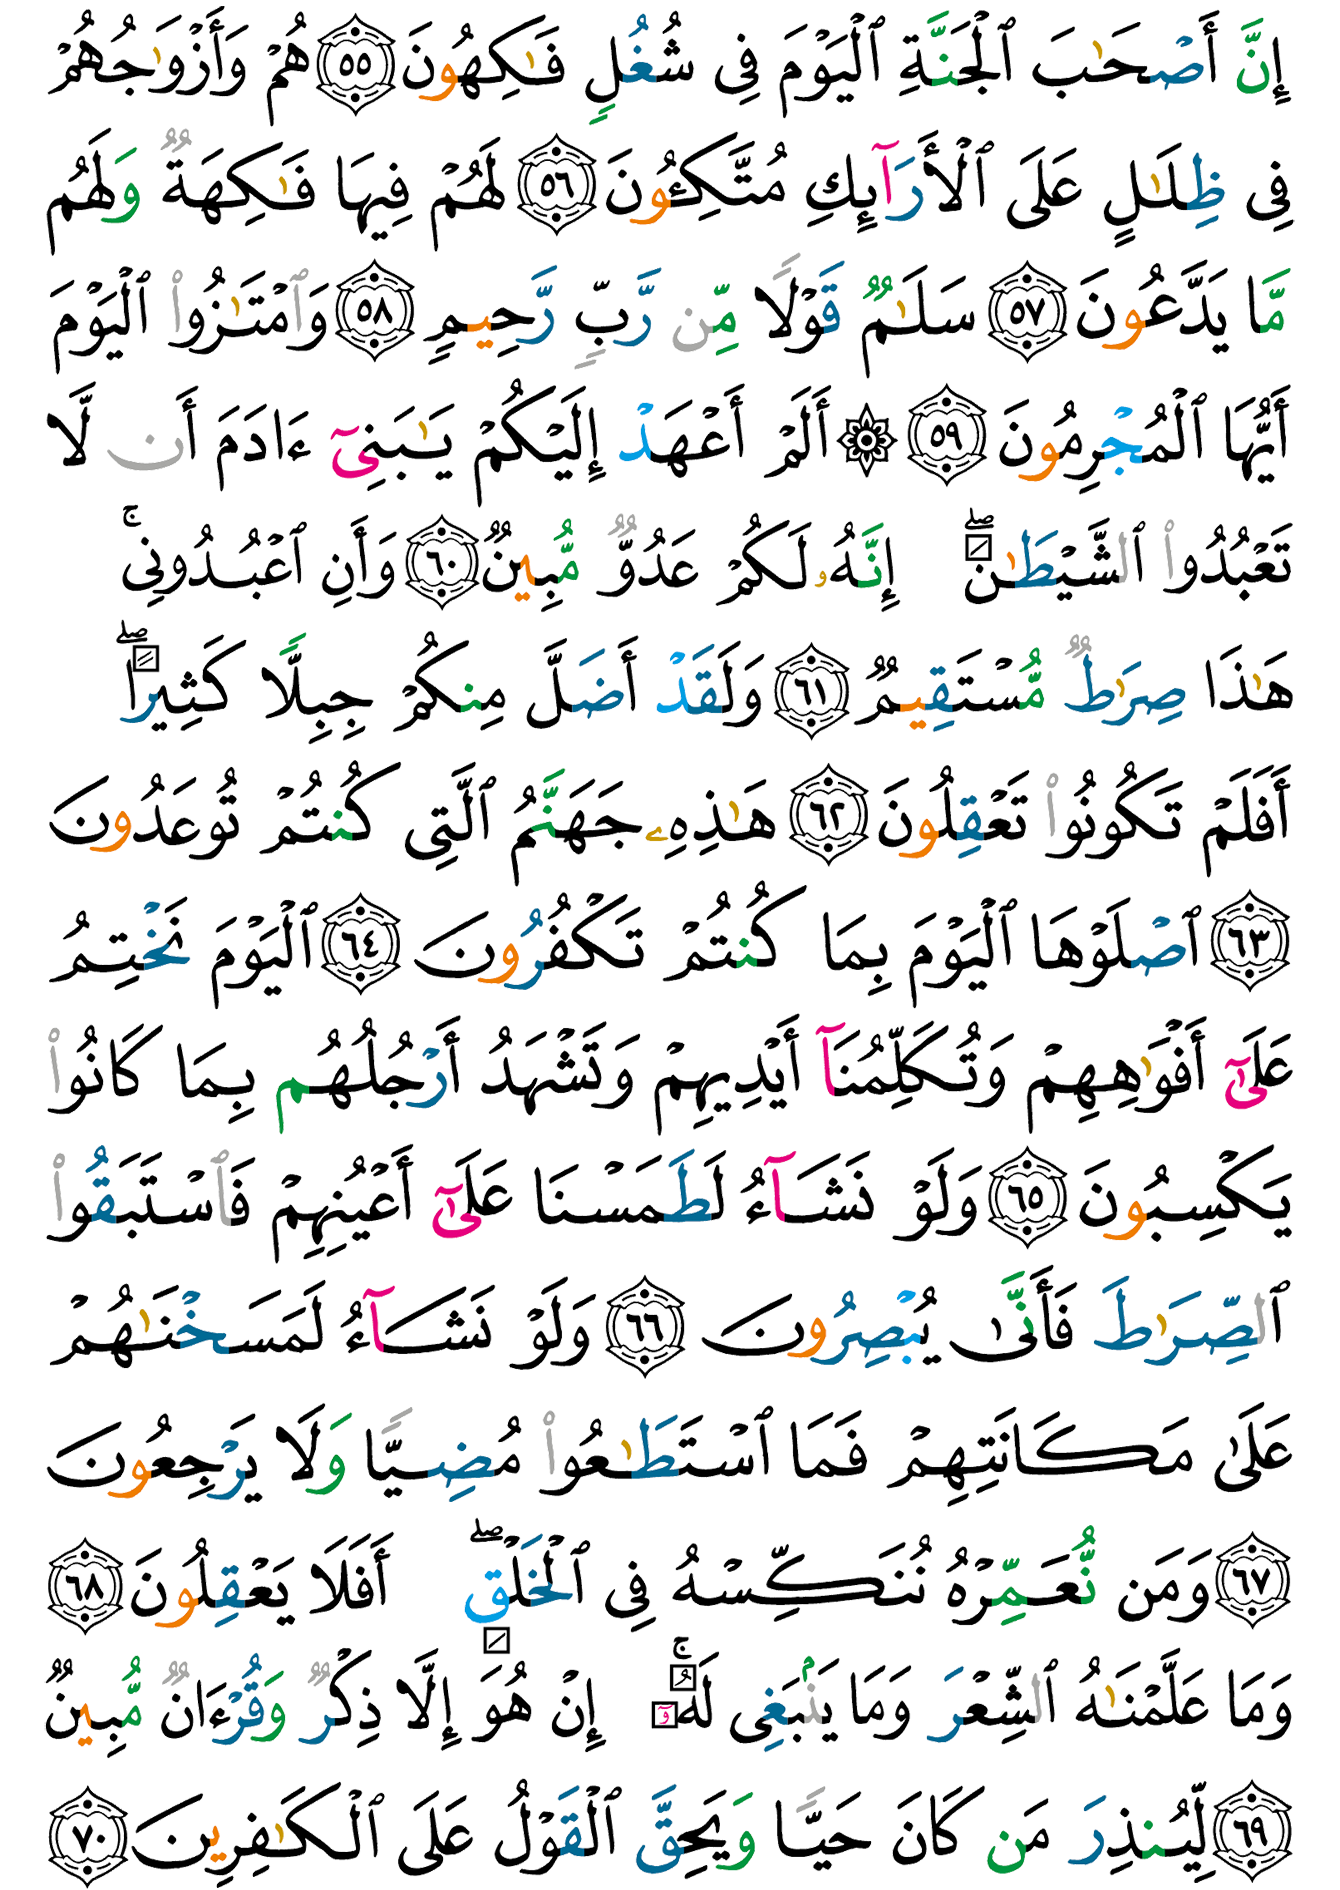 إِنَّ أَصْحَـٰبَ ٱلْجَنَّةِ ٱلْيَوْمَ فِى شُغُلٍ فَـٰكِهُونَ ٥٥ هُمْ وَأَزْوَٰجُهُمْ
فِى ظِلَـٰلٍ عَلَى ٱلْأَرَآئِكِ مُتَّكِـُٔونَ ٥٦ لَهُمْ فِيهَا فَـٰكِهَةٌ وَلَهُم
مَّا يَدَّعُونَ ٥٧ سَلَـٰمٌ قَوْلًا مِّن رَّبٍّ رَّحِيمٍ ٥٨ وَٱمْتَـٰزُوا۟ ٱلْيَوْمَ
أَيُّهَا ٱلْمُجْرِمُونَ ٥٩ ۞ أَلَمْ أَعْهَدْ إِلَيْكُمْ يَـٰبَنِىٓ ءَادَمَ أَن لَّا
تَعْبُدُوا۟ ٱلشَّيْطَـٰنَ ۖ إِنَّهُۥ لَكُمْ عَدُوٌّ مُّبِينٌ ٦٠ وَأَنِ ٱعْبُدُونِى ۚ
هَـٰذَا صِرَٰطٌ مُّسْتَقِيمٌ ٦١ وَلَقَدْ أَضَلَّ مِنكُمْ جِبِلًّا كَثِيرًا ۖ
أَفَلَمْ تَكُونُوا۟ تَعْقِلُونَ ٦٢ هَـٰذِهِۦ جَهَنَّمُ ٱلَّتِى كُنتُمْ تُوعَدُونَ
٦٣ ٱصْلَوْهَا ٱلْيَوْمَ بِمَا كُنتُمْ تَكْفُرُونَ ٦٤ ٱلْيَوْمَ نَخْتِمُ
عَلَىٰٓ أَفْوَٰهِهِمْ وَتُكَلِّمُنَآ أَيْدِيهِمْ وَتَشْهَدُ أَرْجُلُهُم بِمَا كَانُوا۟
يَكْسِبُونَ ٦٥ وَلَوْ نَشَآءُ لَطَمَسْنَا عَلَىٰٓ أَعْيُنِهِمْ فَٱسْتَبَقُوا۟
ٱلصِّرَٰطَ فَأَنَّىٰ يُبْصِرُونَ ٦٦ وَلَوْ نَشَآءُ لَمَسَخْنَـٰهُمْ
عَلَىٰ مَكَانَتِهِمْ فَمَا ٱسْتَطَـٰعُوا۟ مُضِيًّا وَلَا يَرْجِعُونَ
٦٧ وَمَن نُّعَمِّرْهُ نُنَكِّسْهُ فِى ٱلْخَلْقِ ۖ أَفَلَا يَعْقِلُونَ ٦٨
وَمَا عَلَّمْنَـٰهُ ٱلشِّعْرَ وَمَا يَنۢبَغِى لَهُۥٓ ۚ إِنْ هُوَ إِلَّا ذِكْرٌ وَقُرْءَانٌ مُّبِينٌ
٦٩ لِّيُنذِرَ مَن كَانَ حَيًّا وَيَحِقَّ ٱلْقَوْلُ عَلَى ٱلْكَـٰفِرِينَ ٧٠